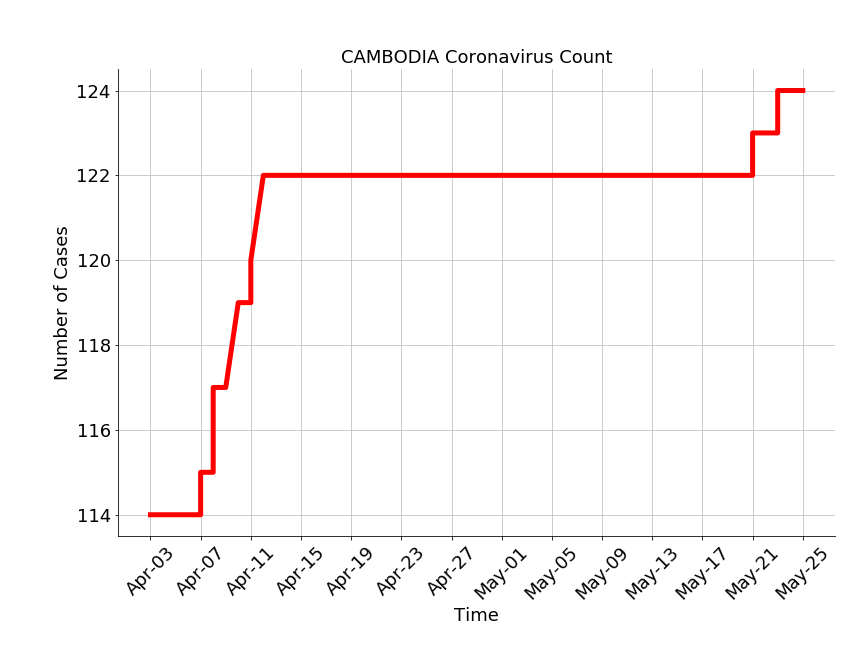 CAMBODIA Coronavirus Count
124
122
120
118
116
114
Number of Cases
Apr-03
Apr-07
Apr-11
Apr-15
Apr-19
Apr-23
Apr-27
May-01
May-05
May-09
May-13
May-17
May-21
May-25
Time